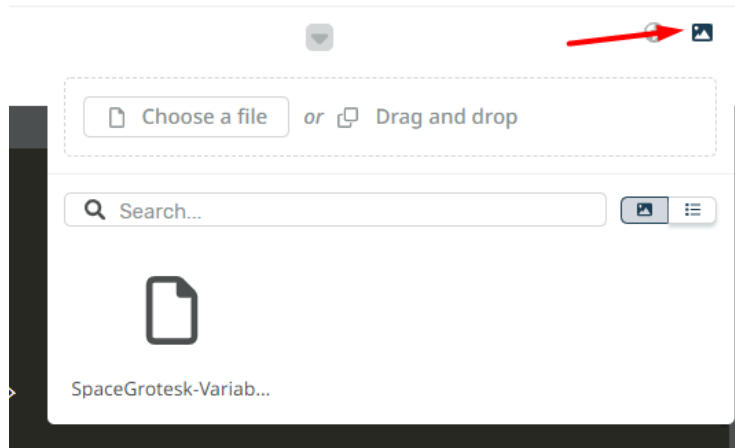 Choose a file or Drag and drop
Search...
SpaceGrotesk-Variab...